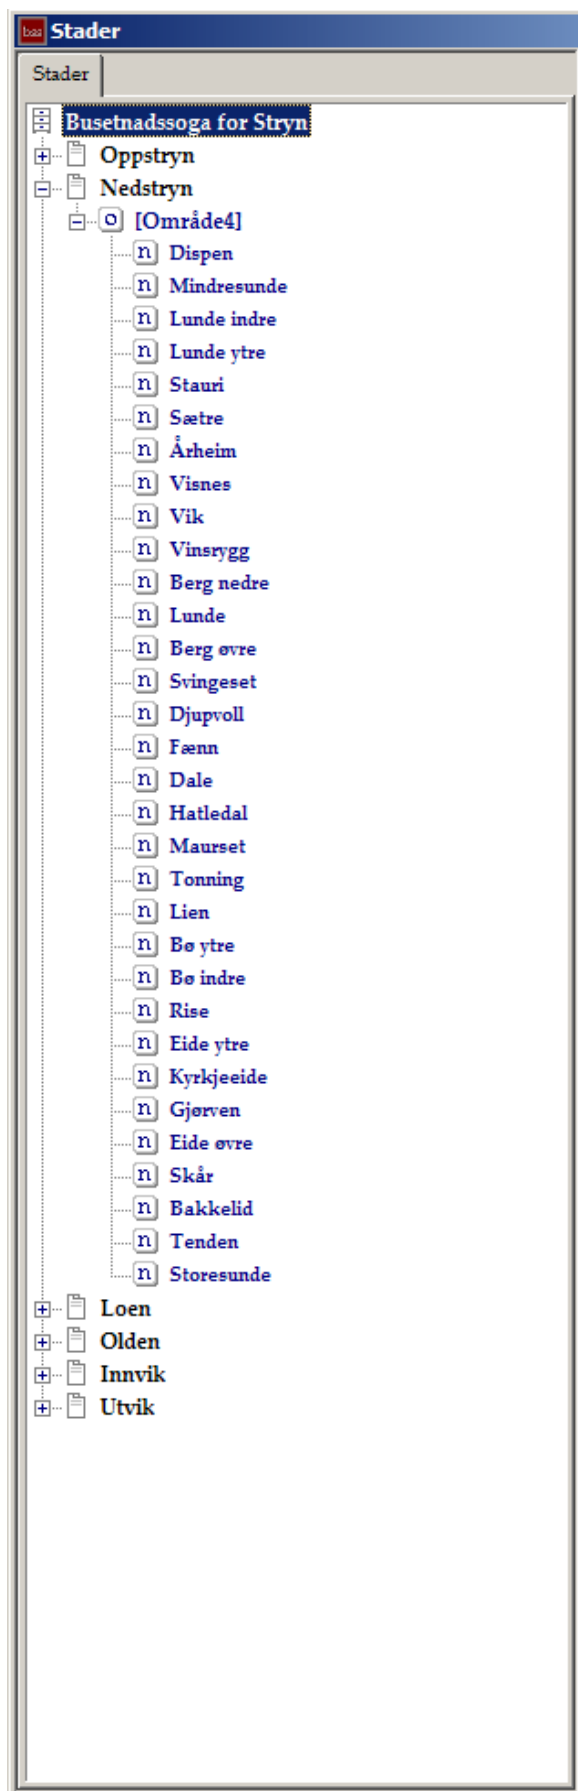 bss Stader
Stader
Busetnadssoga for Stryn
Oppstryn
Nedstryn
o [Område4]
n Dispen
n Mindresunde
n Lunde indre
n Lunde ytre
n Stauri
n Sætre
n Årheim
n Visnes
n Vik
n Vinsrygg
n Berg nedre
n Lunde
n Berg øvre
n Svingeset
n Djupvoll
n Fænn
n Dale
n Hatledal
n Maurset
n Tonning
n Lien
n Bø ytre
n Bø indre
n Rise
n Eide ytre
n Kyrkjeeide
n Gjørven
n Eide øvre
n Skår
n Bakkelid
n Tenden
n Storesunde
Loen
Olden
Innvik
Utvik